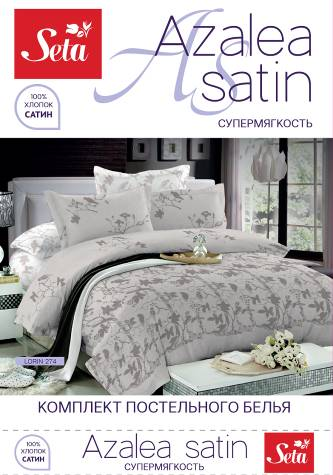 Seta
Azalea
satin
As
100%
ХЛОПОК
САТИН
СУПЕРМЯГКОСТЬ
LORIN 274
КОМПЛЕКТ ПОСТЕЛЬНОГО БЕЛЬЯ
100%
ХЛОПОК
САТИН
Azalea satin
СУПЕРМЯГКОСТЬ
Seta